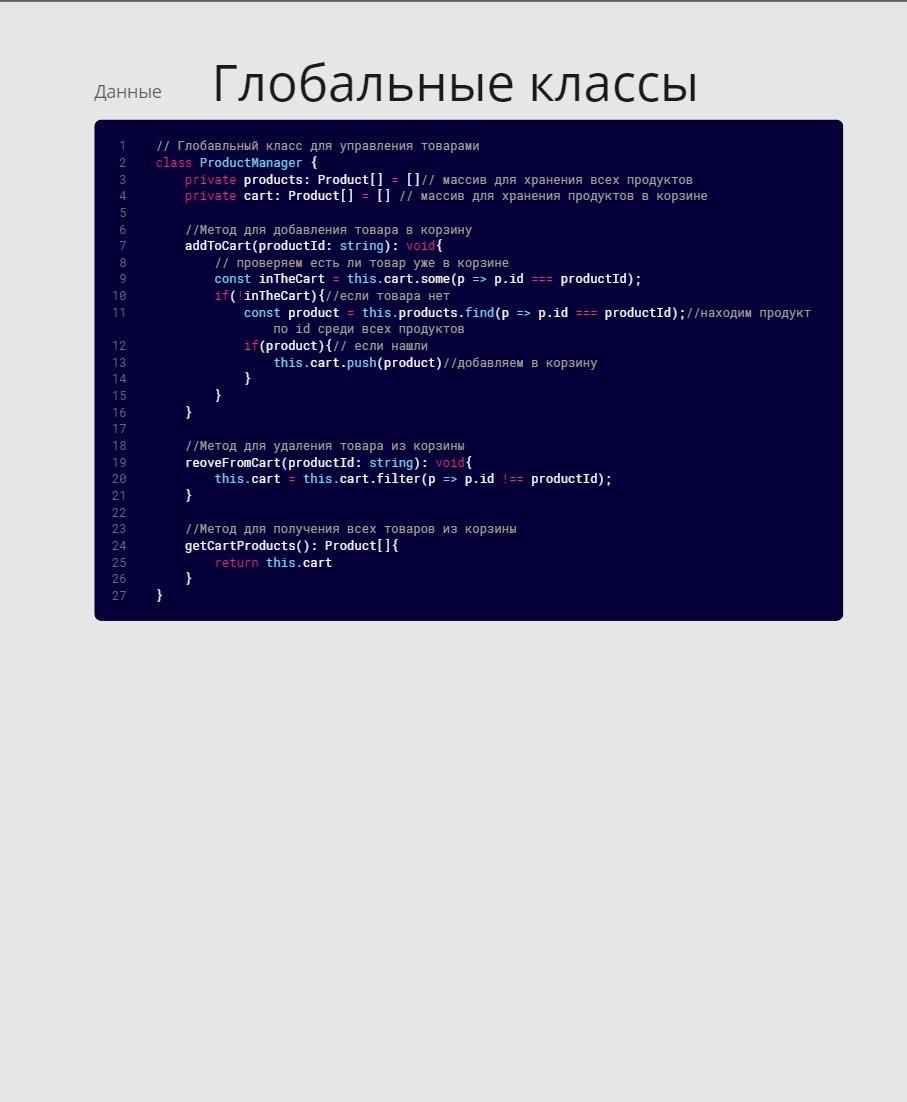 Данные
Глобальные классы
1 // Глобавльный класс для управления товарами
2 class ProductManager {
3 private products: Product[] = []// массив для хранения всех продуктов
4 private cart: Product[] = [] // массив для хранения продуктов в корзине
5
6 //Метод для добавления товара в корзину
7 addToCart(productId: string): void{
8 // проверяем есть ли товар уже в корзине
9 const inTheCart = this.cart.some(p => p.id === productId);
10 if(!inTheCart){//если товара нет
11 const product = this.products.find(p => p.id === productId);//находим продукт
по id среди всех продуктов
12 if(product){// если нашли
13 this.cart.push(product)//добавляем в корзину
14 }
15 }
16 }
17
18 //Метод для удаления товара из корзины
19 reoveFromCart(productId: string): void{
20 this.cart = this.cart.filter(p => p.id !== productId);
21 }
22
23 //Метод для получения всех товаров из корзины
24 getCartProducts(): Product[]{
25 return this.cart
26 }
27 }